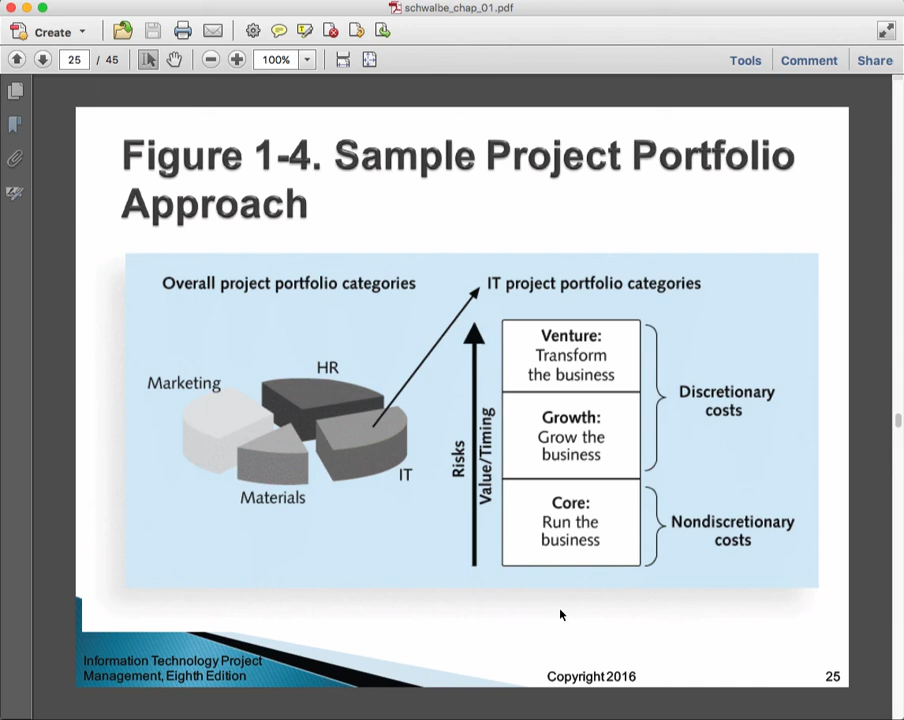 schwalbe_chap_01.pdf
Create
25 / 45
100%
Tools
Comment
Share
Figure 1-4. Sample Project Portfolio
Approach
Overall project portfolio categories
IT project portfolio categories
Marketing
HR
Materials
IT
Risks
Value/Timing
Venture:
Transform
the business
Growth:
Grow the
business
Core:
Run the
business
Discretionary
costs
Nondiscretionary
costs
Information Technology Project
Management, Eighth Edition
Copyright 2016
25